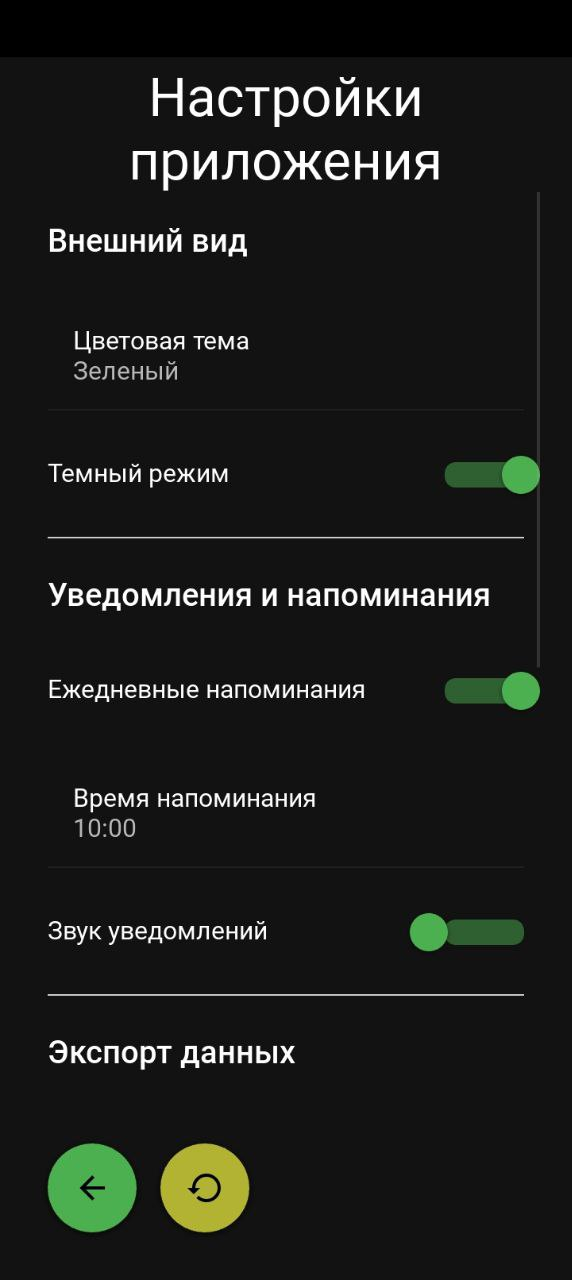 Настройки
приложения
Внешний вид
Цветовая тема
Зеленый
Темный режим
Уведомления и напоминания
Ежедневные напоминания
Время напоминания
10:00
Звук уведомлений
Экспорт данных